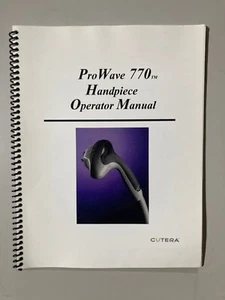 ProWave 770TM
Handpiece
Operator Manual
CUTERA